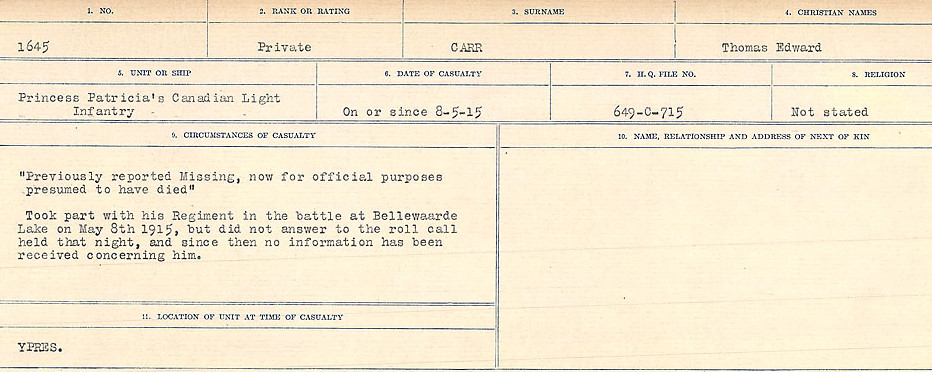 1. NO.
2. RANK OR RATING
3. SURNAME
4. CHRISTIAN NAMES
1645
Private
CARR
Thomas Edward
5. UNIT OR SHIP
6. DATE OF CASUALTY
7. H.Q. FILE NO.
8. RELIGION
Princess Patricia's Canadian Light
Infantry
On or since 8-5-15
649-C-715
Not stated
9. CIRCUMSTANCES OF CASUALTY
"Previously reported Missing, now for official purposes
presumed to have died"
Took part with his Regiment in the battle at Bellewaarde
Lake on May 8th 1915, but did not answer to the roll call
held that night, and since then no information has been
received concerning him.
10. NAME, RELATIONSHIP AND ADDRESS OF NEXT OF KIN
11. LOCATION OF UNIT AT TIME OF CASUALTY
YPRES.